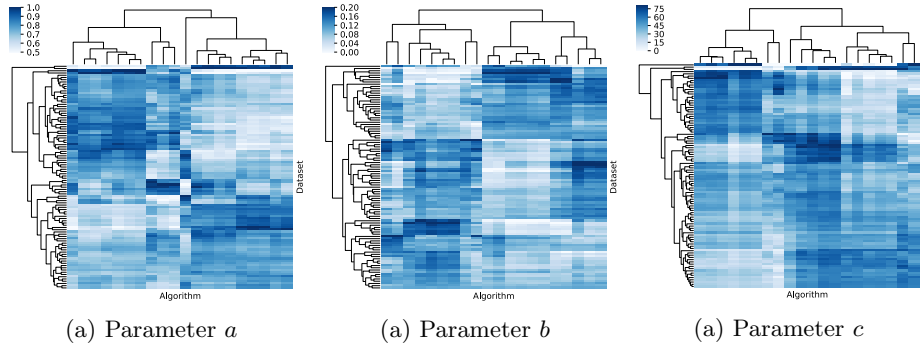 1.0
0.9
0.8
0.7
0.6
0.5
Dataset
Algorithm
(a) Parameter a
0.20
0.16
0.12
0.08
0.04
0.00
Dataset
Algorithm
(a) Parameter b
75
60
45
30
15
0
Algorithm
(a) Parameter c